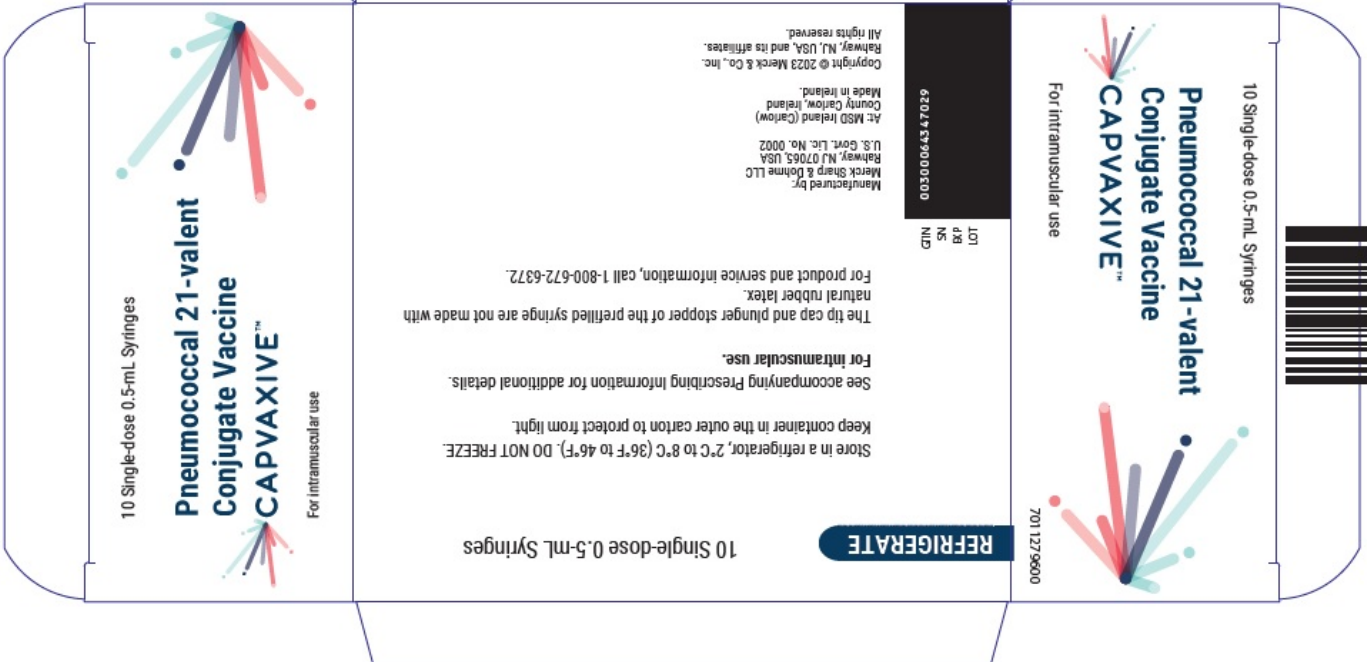 10 Single-dose 0.5-mL Syringes
Pneumococcal 21-valent
Conjugate Vaccine
CAPVAXIVE™
For intramuscular use
REFRIGERATE
10 Single-dose 0.5-mL Syringes
Store in a refrigerator, 2°C to 8°C (36°F to 46°F). DO NOT FREEZE.
Keep container in the outer carton to protect from light.
See accompanying Prescribing Information for additional details.
For intramuscular use.
The tip cap and plunger stopper of the prefilled syringe are not made with
natural rubber latex.
For product and service information, call 1-800-672-6372.
Manufactured by:
Merck Sharp & Dohme LLC
Rahway, NJ 07065, USA
U.S. Govt. Lic. No. 0002
At: MSD Ireland (Carlow)
County Carlow, Ireland
Made in Ireland.
Copyright © 2023 Merck & Co., Inc.
Rahway, NJ, USA, and its affiliates.
All rights reserved.
GTIN 00300064347029
SN
EXP
LOT
10 Single-dose 0.5-mL Syringes
Pneumococcal 21-valent
Conjugate Vaccine
CAPVAXIVE™
For intramuscular use
7011279600